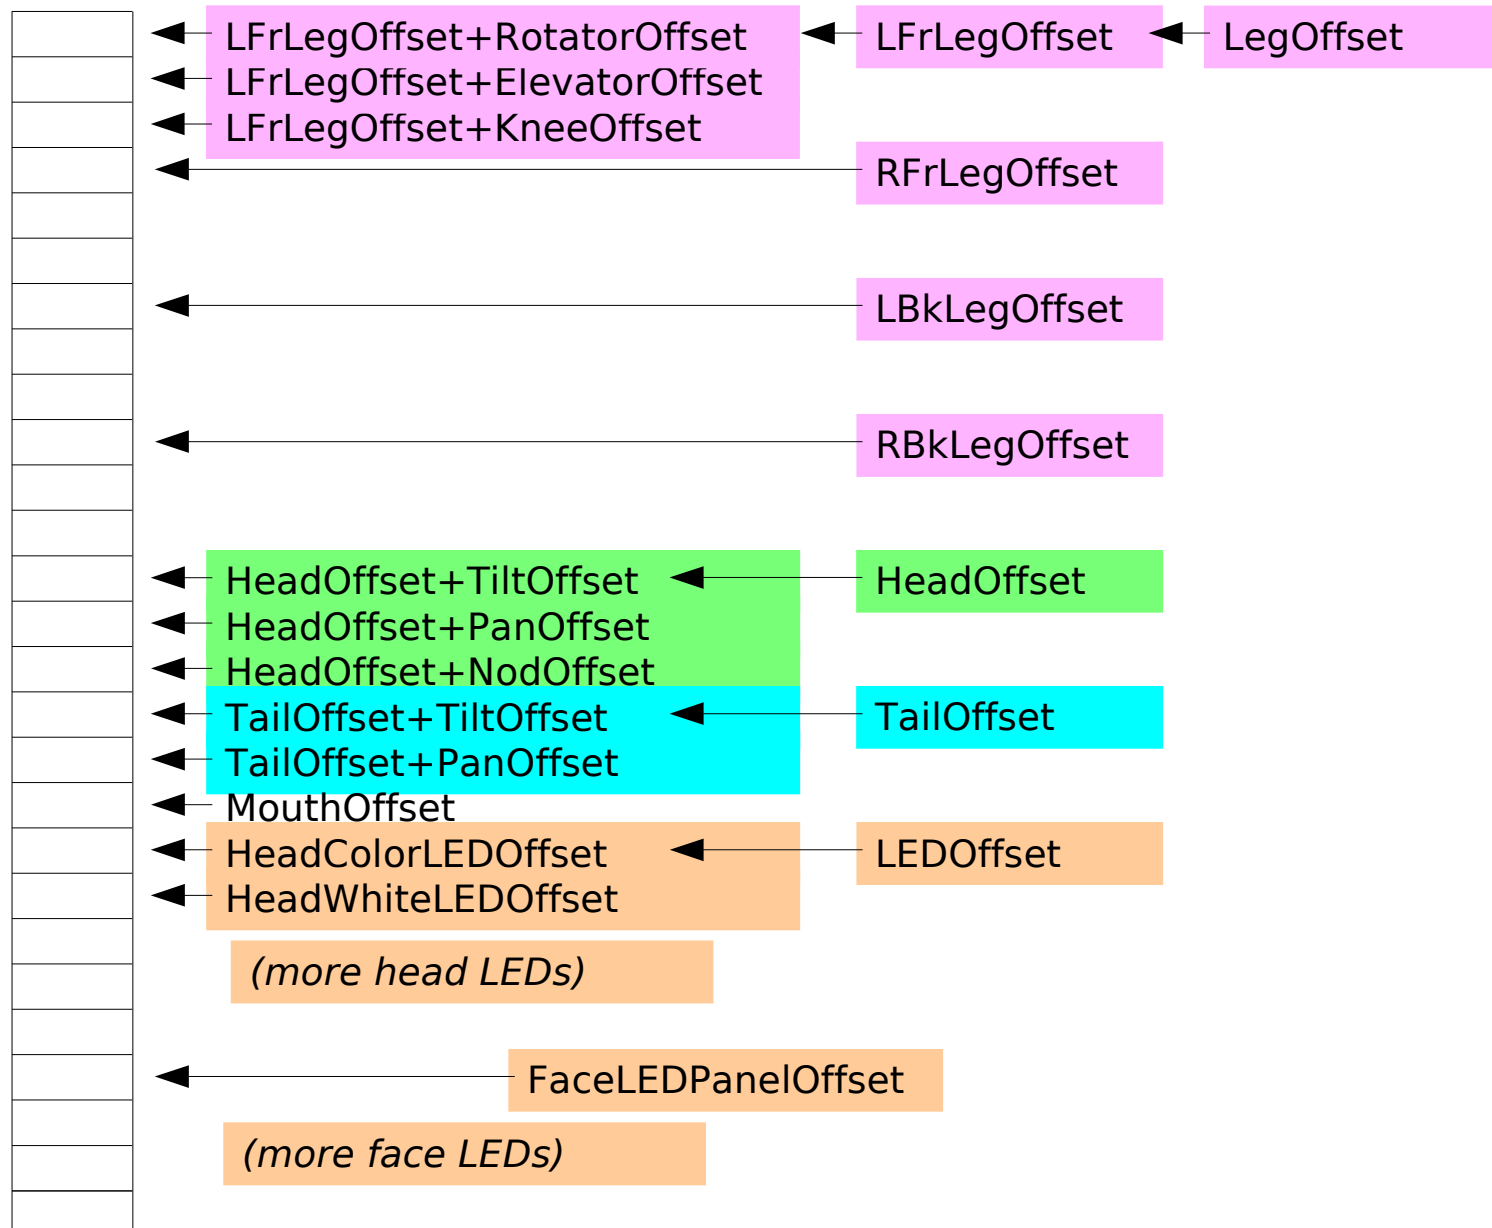 LFrLegOffset+RotatorOffset LFrLegOffset LegOffset
LFrLegOffset+ElevatorOffset
LFrLegOffset+KneeOffset
RFrLegOffset
LBkLegOffset
RBkLegOffset
HeadOffset+TiltOffset HeadOffset
HeadOffset+PanOffset
HeadOffset+NodOffset
TailOffset+TiltOffset TailOffset
TailOffset+PanOffset
MouthOffset
HeadColorLEDOffset LEDOffset
HeadWhiteLEDOffset
(more head LEDs)
FaceLEDPanelOffset
(more face LEDs)